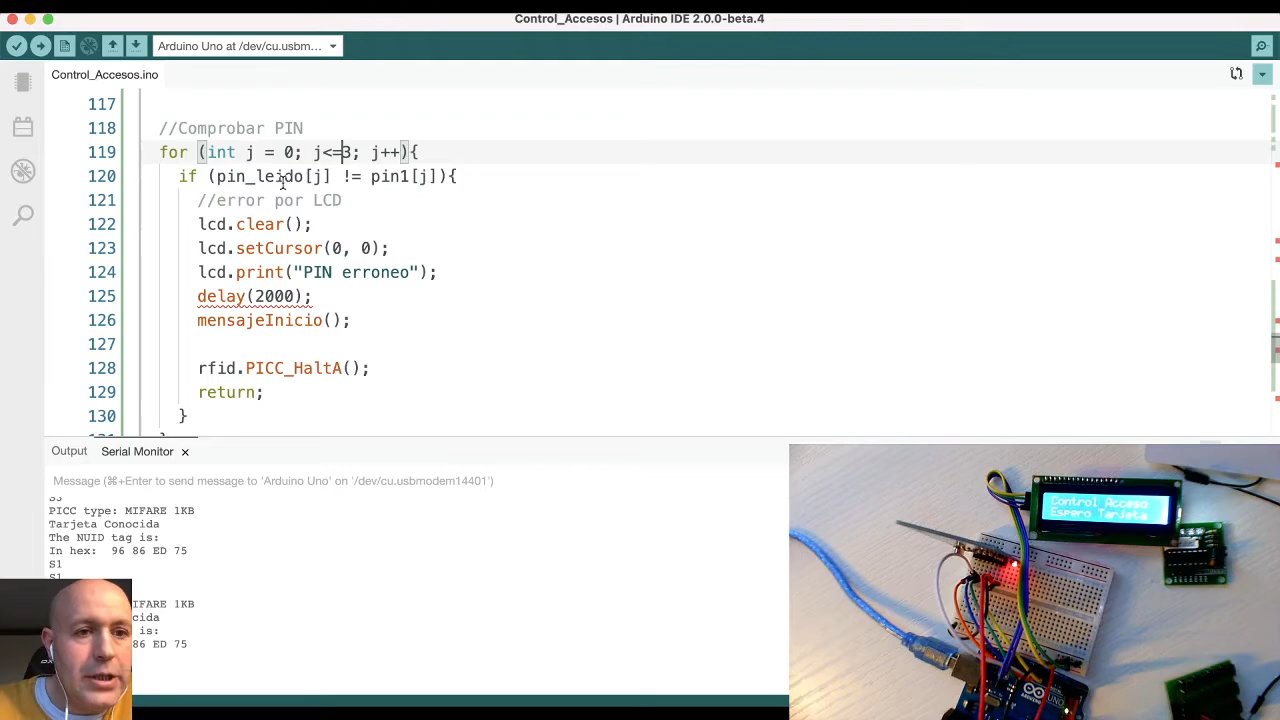 Control_Accesos | Arduino IDE 2.0.0-beta.4
Arduino Uno at /dev/cu.usbm...
Control_Accesos.ino
117
118 //Comprobar PIN
119 for (int j = 0; j<=3; j++){
120 if (pin_leido[j] != pin1[j]){
121 //error por LCD
122 lcd.clear();
123 lcd.setCursor(0, 0);
124 lcd.print("PIN erroneo");
125 delay(2000);
126 mensajeInicio();
127
128 rfid.PICC_HaltA();
129 return;
130 }
Output Serial Monitor
Message (⌘+Enter to send message to 'Arduino Uno' on '/dev/cu.usbmodem14401')
S3
PICC type: MIFARE 1KB
Tarjeta Conocida
The NUID tag is:
In hex: 96 86 ED 75
S1
S1
MIFARE 1KB
cida
is:
86 ED 75
Control Acceso
Espero Tarjeta
ARDUINO
UNO